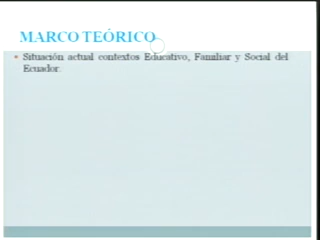 MARCO TEÓRICO
• Situación actual contextos Educativo, Familiar y Social del
Ecuador.